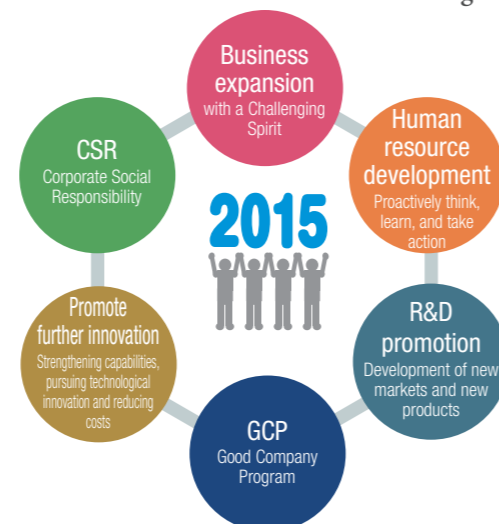 Business
expansion
with a Challenging
Spirit
Human
resource
development
Proactively think,
learn, and take
action
R&D
promotion
Development of new
markets and new
products
GCP
Good Company
Program
Promote
further innovation
Strengthening capabilities,
pursuing technological
innovation and reducing
costs
CSR
Corporate Social
Responsibility
2015